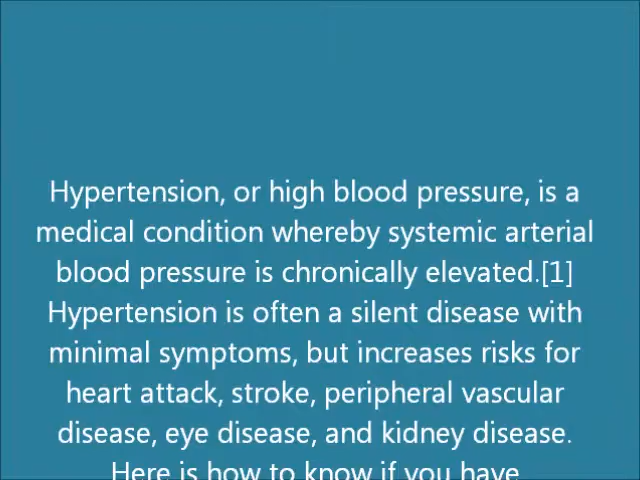 Hypertension, or high blood pressure, is a
medical condition whereby systemic arterial
blood pressure is chronically elevated.[1]
Hypertension is often a silent disease with
minimal symptoms, but increases risks for
heart attack, stroke, peripheral vascular
disease, eye disease, and kidney disease.
Here is how to know if you have